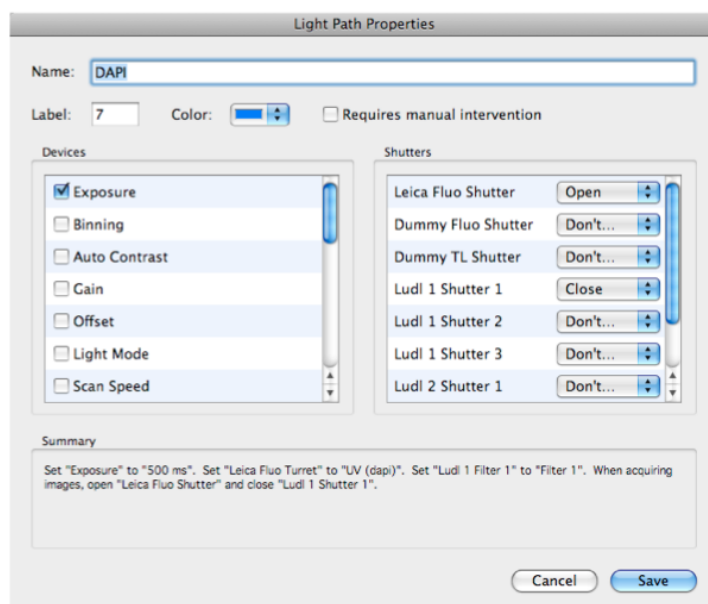 Light Path Properties
Name: DAPI
Label: 7 Color: Requires manual intervention
Devices
Exposure
Binning
Auto Contrast
Gain
Offset
Light Mode
Scan Speed
Shutters
Leica Fluo Shutter Open
Dummy Fluo Shutter Don't...
Dummy TL Shutter Don't...
Ludl 1 Shutter 1 Close
Ludl 1 Shutter 2 Don't...
Ludl 1 Shutter 3 Don't...
Ludl 2 Shutter 1 Don't...
Summary
Set "Exposure" to "500 ms". Set "Leica Fluo Turret" to "UV (dapi)". Set "Ludl 1 Filter 1" to "Filter 1". When acquiring
images, open "Leica Fluo Shutter" and close "Ludl 1 Shutter 1".
Cancel Save